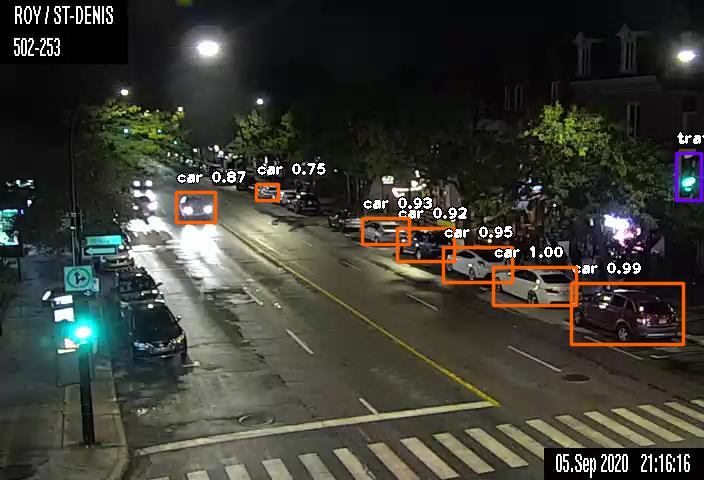 ROY / ST-DENIS
502-253
car 0.87
car 0.75
car 0.93
car 0.92
car 0.95
car 1.00
car 0.99
tra
05.Sep 2020 21:16:16